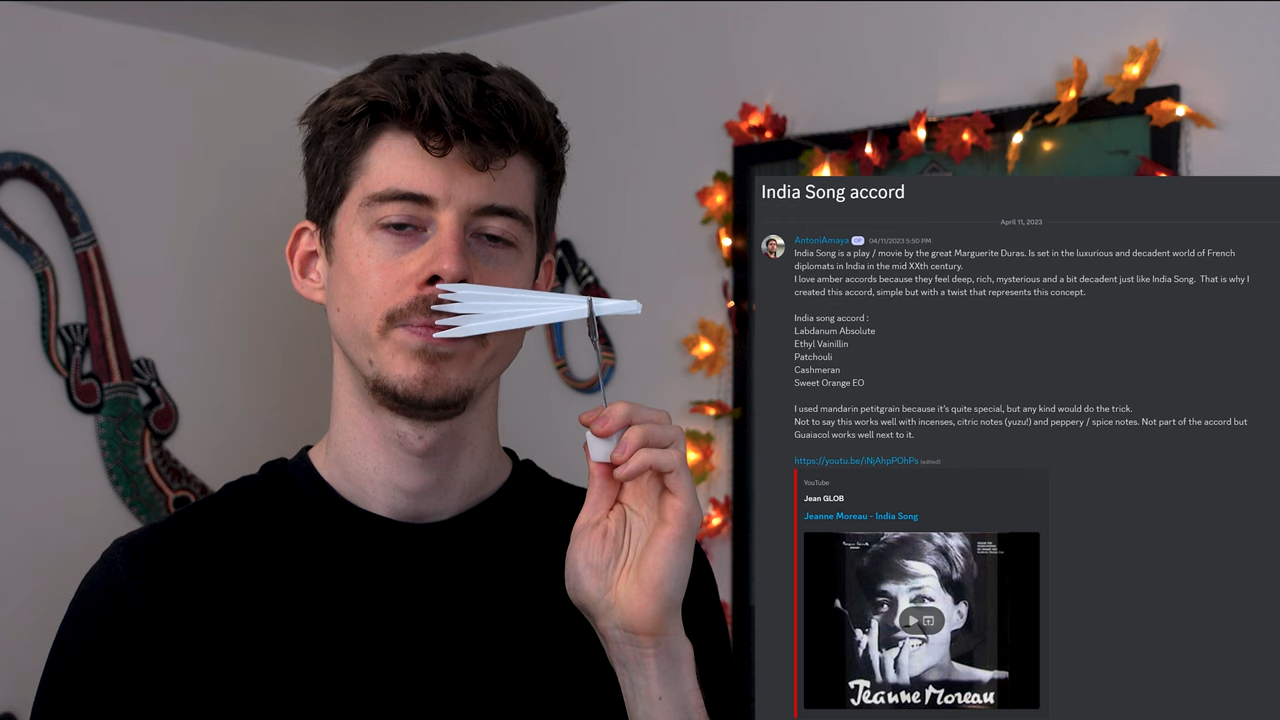 India Song accord
April 11, 2023
AntoniAmaya OP 04/11/2023 5:50 PM
India Song is a play / movie by the great Marguerite Duras. Is set in the luxurious and decadent world of French
diplomats in India in the mid XXth century.
I love amber accords because they feel deep, rich, mysterious and a bit decadent just like India Song. That is why I
created this accord, simple but with a twist that represents this concept.
India song accord :
Labdanum Absolute
Ethyl Vainillin
Patchouli
Cashmeran
Sweet Orange EO
I used mandarin petitgrain because it's quite special, but any kind would do the trick.
Not to say this works well with incenses, citric notes (yuzu!) and peppery / spice notes. Not part of the accord but
Guaiacol works well next to it.
https://youtu.be/iNjAhpPOhPs (edited)
YouTube
Jean GLOB
Jeanne Moreau - India Song
Jeanne Moreau